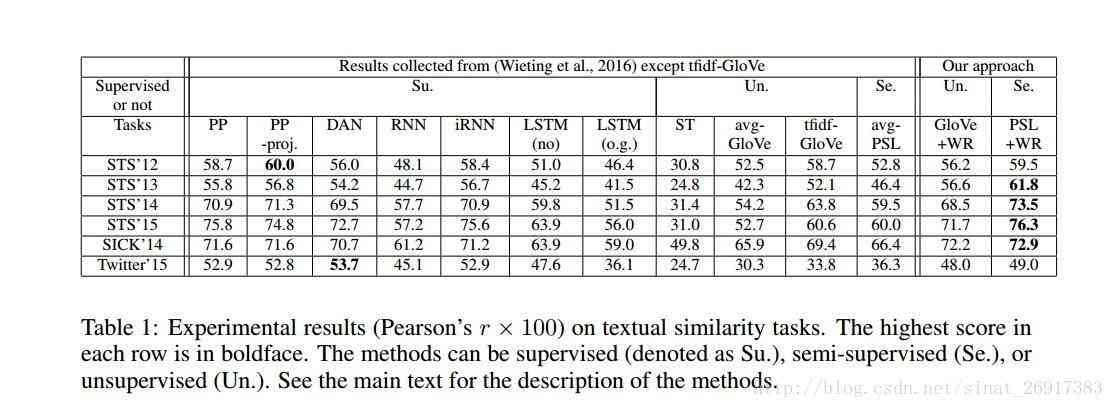 Results collected from (Wieting et al., 2016) except tfidf-GloVe Our approach
Supervised or not Su. Un. Se. Un. Se.
Tasks PP PP -proj. DAN RNN iRNN LSTM (no) LSTM (o.g.) ST avg-GloVe tfidf-GloVe avg-PSL GloVe +WR PSL +WR
STS'12 58.7 60.0 56.0 48.1 58.4 51.0 46.4 30.8 52.5 58.7 52.8 56.2 59.5
STS'13 55.8 56.8 54.2 44.7 56.7 45.2 41.5 24.8 42.3 52.1 46.4 56.6 61.8
STS'14 70.9 71.3 69.5 57.7 70.9 59.8 51.5 31.4 54.2 63.8 59.5 68.5 73.5
STS'15 75.8 74.8 72.7 57.2 75.6 63.9 56.0 31.0 52.7 60.6 60.0 71.7 76.3
SICK'14 71.6 71.6 70.7 61.2 71.2 63.9 59.0 49.8 65.9 69.4 66.4 72.2 72.9
Twitter'15 52.9 52.8 53.7 45.1 52.9 47.6 36.1 24.7 30.3 33.8 36.3 48.0 49.0
Table 1: Experimental results (Pearson's r × 100) on textual similarity tasks. The highest score in
each row is in boldface. The methods can be supervised (denoted as Su.), semi-supervised (Se.), or
unsupervised (Un.). See the main text for the description of the methods.
http://blog.csdn.net/sinat_26917383